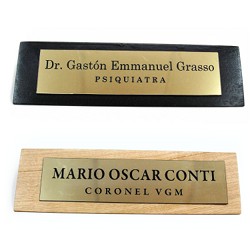 Dr. Gastón Emmanuel Grasso
PSIQUIATRA
MARIO OSCAR CONTI
CORONEL VGM